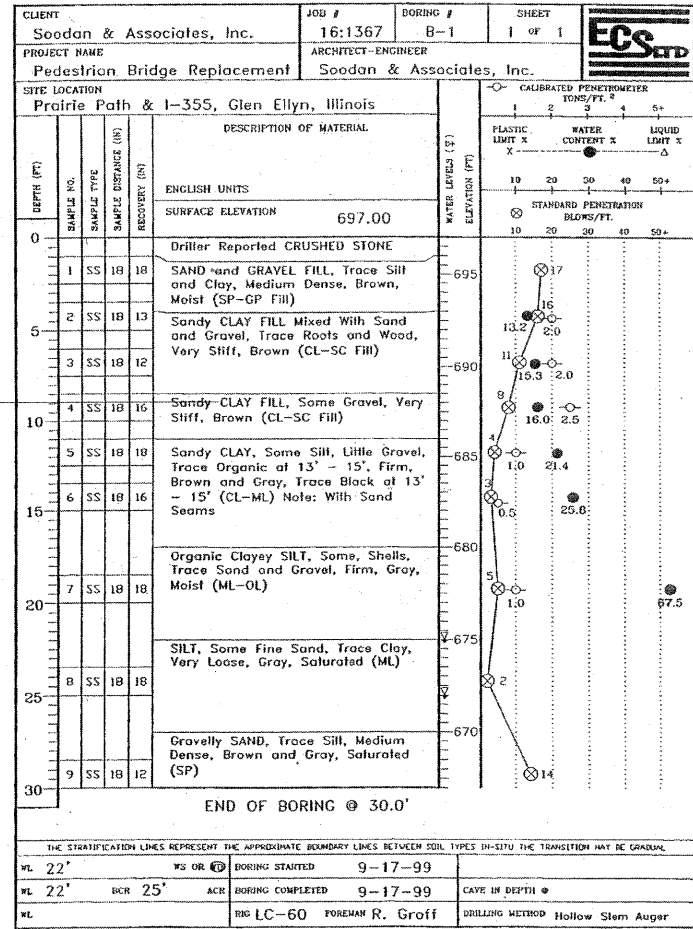 CLIENT
Soodan & Associates, Inc.
JOB #
16:1367
BORING #
B-1
SHEET
1 OF 1
ECS LTD
PROJECT NAME
Pedestrian Bridge Replacement
ARCHITECT-ENGINEER
Soodan & Associates, Inc.
SITE LOCATION
Prairie Path & I-355, Glen Ellyn, Illinois
CALIBRATED PENETROMETER
TONS/FT. 2
1 2 3 4 5+
PLASTIC LIMIT %
WATER CONTENT %
LIQUID LIMIT %
X
10 20 30 40 50+
STANDARD PENETRATION
BLOWS/FT.
10 20 30 40 50+
DEPTH (FT)
SAMPLE NO.
SAMPLE TYPE
SAMPLE DISTANCE (IN)
RECOVERY (IN)
DESCRIPTION OF MATERIAL
ENGLISH UNITS
SURFACE ELEVATION 697.00
WATER LEVELS
ELEVATION (FT)
0
Driller Reported CRUSHED STONE
1 SS 18 18
SAND and GRAVEL FILL, Trace Silt
and Clay, Medium Dense, Brown,
Moist (SP-GP Fill)
695
17
2 SS 18 13
Sandy CLAY FILL Mixed With Sand
and Gravel, Trace Roots and Wood,
Very Stiff, Brown (CL-SC Fill)
16
13.2
2.0
5
3 SS 18 12
690
11
15.3
2.0
4 SS 18 16
Sandy CLAY FILL, Some Gravel, Very
Stiff, Brown (CL-SC Fill)
8
16.0
2.5
10
5 SS 18 18
Sandy CLAY, Some Silt, Little Gravel,
Trace Organic at 13' - 15', Firm,
Brown and Gray, Trace Black at 13'
- 15' (CL-ML) Note: With Sand
Seams
685
4
1.0
21.4
6 SS 18 16
3
0.5
25.8
15
680
Organic Clayey SILT, Some, Shells,
Trace Sand and Gravel, Firm, Gray,
Moist (ML-OL)
7 SS 18 18
5
1.0
67.5
20
675
SILT, Some Fine Sand, Trace Clay,
Very Loose, Gray, Saturated (ML)
8 SS 18 18
2
25
670
Gravelly SAND, Trace Silt, Medium
Dense, Brown and Gray, Saturated
(SP)
9 SS 18 12
14
30
END OF BORING @ 30.0'
THE STRATIFICATION LINES REPRESENT THE APPROXIMATE BOUNDARY LINES BETWEEN SOIL TYPES IN-SITU THE TRANSITION MAY BE GRADUAL
WL 22' WS OR WD BORING STARTED 9-17-99
WL 22' BCR 25' ACR BORING COMPLETED 9-17-99 CAVE IN DEPTH @
WL RIG LC-60 FOREMAN R. Groff DRILLING METHOD Hollow Stem Auger